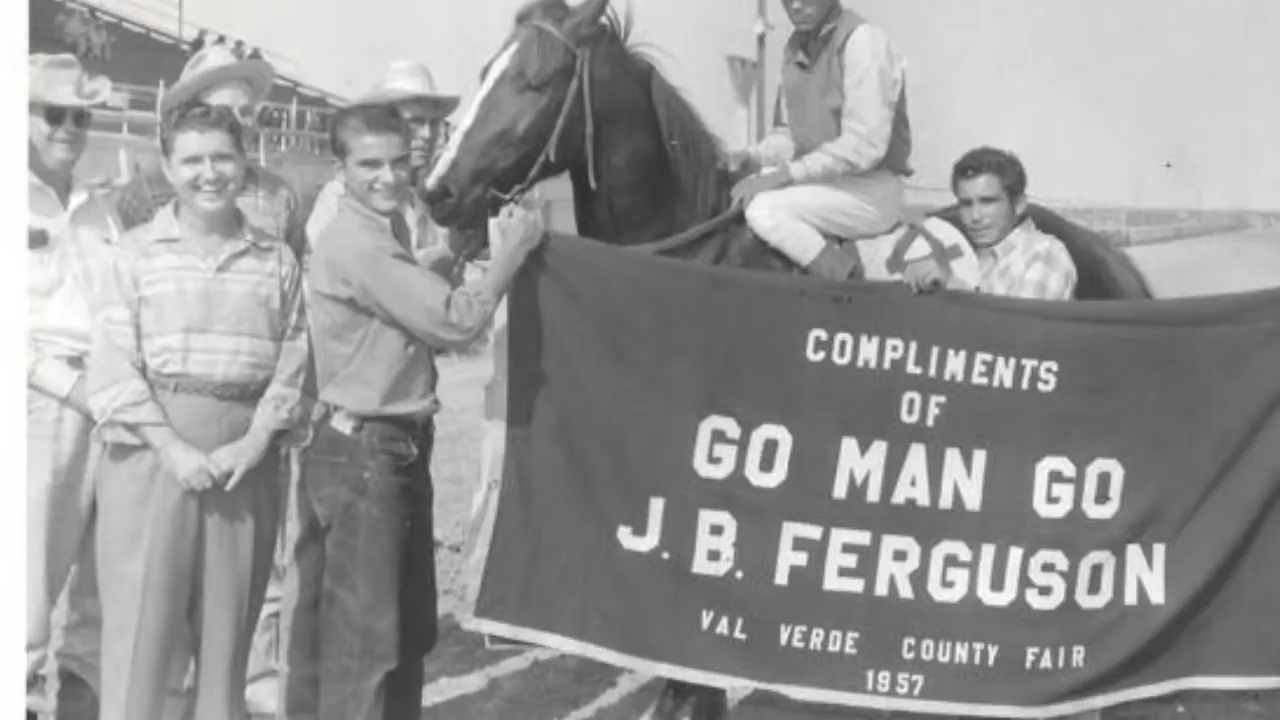 COMPLIMENTS
OF
GO MAN GO
J. B. FERGUSON
VAL VERDE COUNTY FAIR
1957